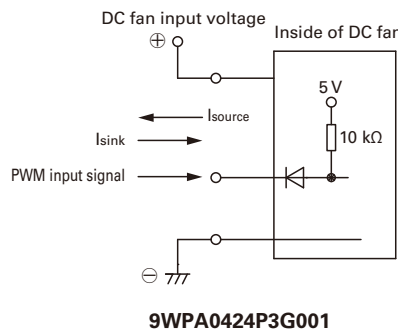 DC fan input voltage
Inside of DC fan
⊕
5 V
Isource
10 kΩ
Isink
PWM input signal
⊖
9WPA0424P3G001